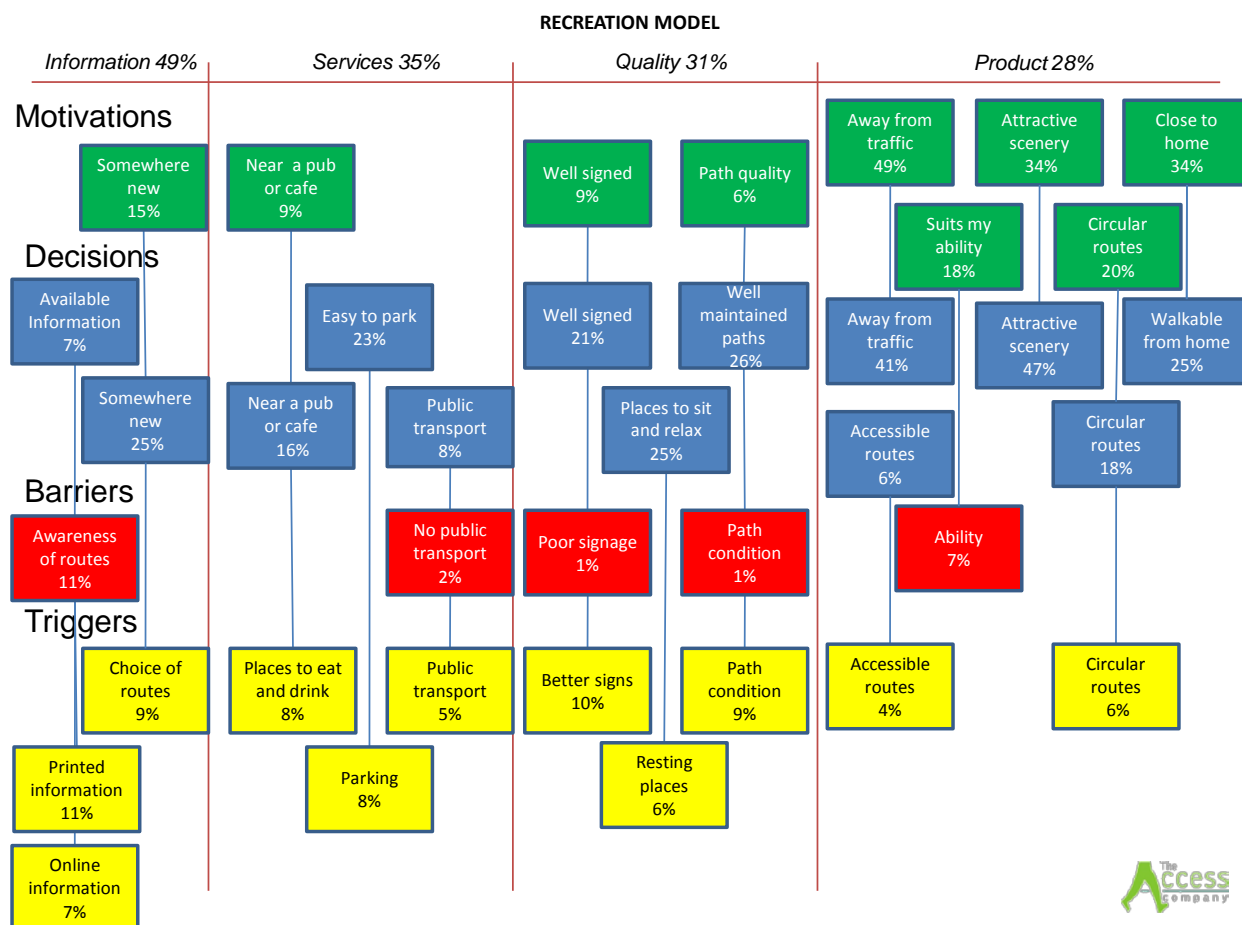 RECREATION MODEL
Information 49%
Services 35%
Quality 31%
Product 28%
Motivations
Somewhere
new
15%
Near a pub
or cafe
9%
Well signed
9%
Path quality
6%
Away from
traffic
49%
Attractive
scenery
34%
Close to
home
34%
Suits my
ability
18%
Circular
routes
20%
Decisions
Available
Information
7%
Somewhere
new
25%
Easy to park
23%
Near a pub
or cafe
16%
Public
transport
8%
Well signed
21%
Well
maintained
paths
26%
Places to sit
and relax
25%
Away from
traffic
41%
Attractive
scenery
47%
Walkable
from home
25%
Accessible
routes
6%
Circular
routes
18%
Barriers
Awareness
of routes
11%
No public
transport
2%
Poor signage
1%
Path
condition
1%
Ability
7%
Triggers
Choice of
routes
9%
Places to eat
and drink
8%
Public
transport
5%
Better signs
10%
Path
condition
9%
Accessible
routes
4%
Circular
routes
6%
Printed
information
11%
Parking
8%
Resting
places
6%
Online
information
7%
The
Access
company